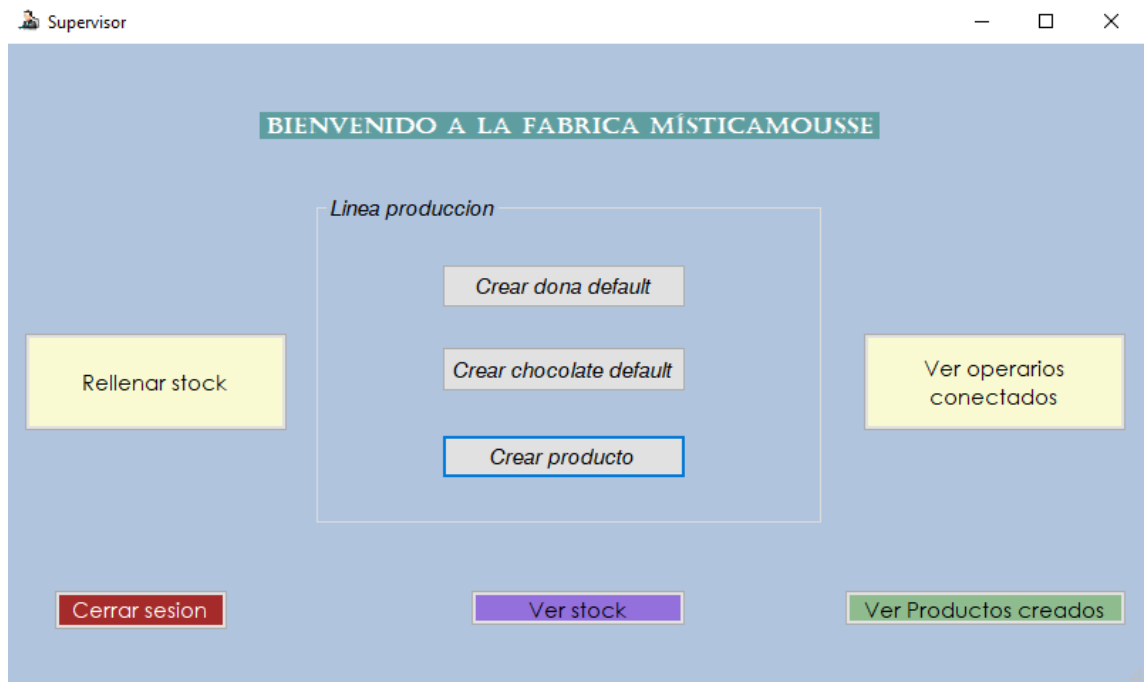 Supervisor
BIENVENIDO A LA FABRICA MÍSTICAMOUSSE
Linea produccion
Crear dona default
Crear chocolate default
Crear producto
Rellenar stock
Ver operarios
conectados
Cerrar sesion
Ver stock
Ver Productos creados